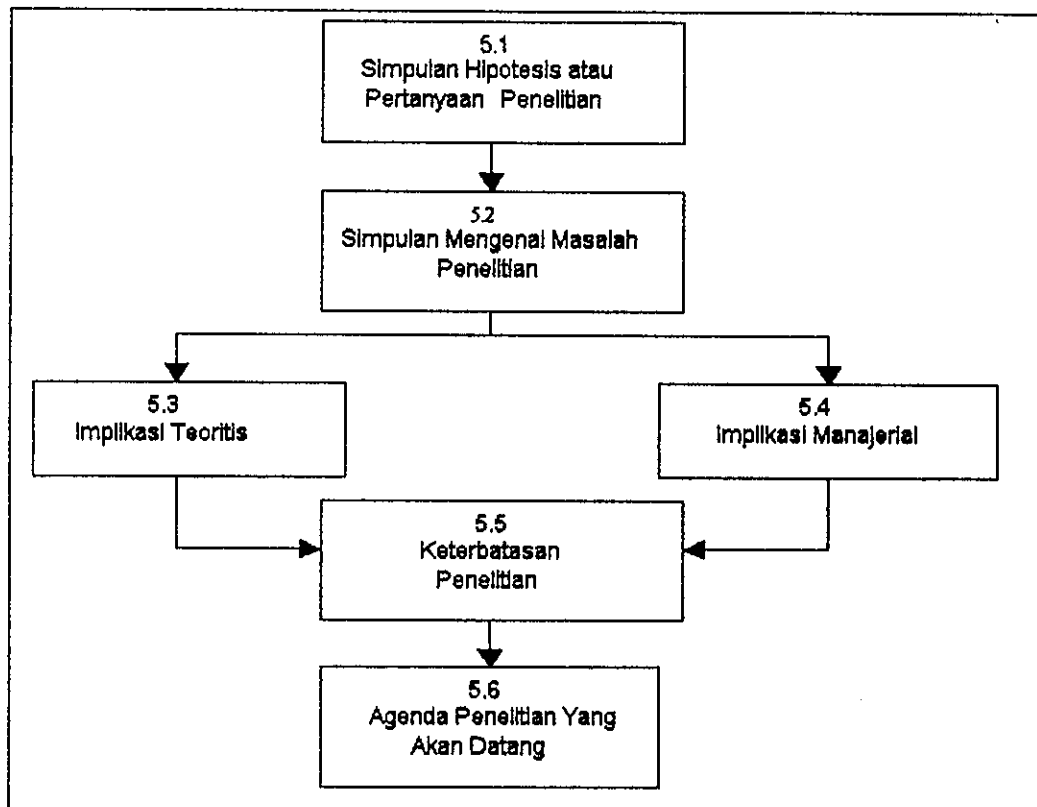 5.1
Simpulan Hipotesis atau
Pertanyaan Penelitian
5.2
Simpulan Mengenai Masalah
Penelitian
5.3
Implikasi Teoritis
5.4
Implikasi Manajerial
5.5
Keterbatasan
Penelitian
5.6
Agenda Penelitian Yang
Akan Datang